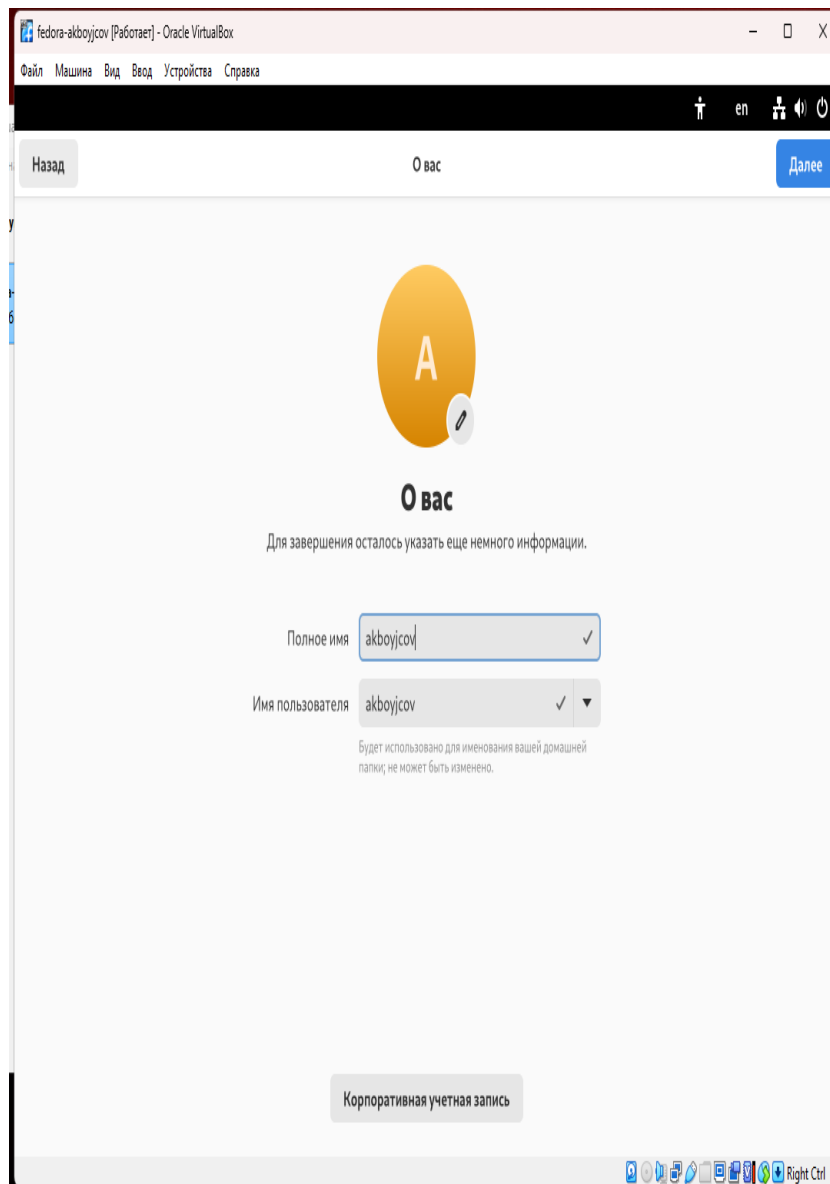 fedora-akboyjcov [Работает] - Oracle VirtualBox
Файл Машина Вид Ввод Устройства Справка
en
Назад
О вас
Далее
A
О вас
Для завершения осталось указать еще немного информации.
Полное имя akboyjcov
Имя пользователя akboyjcov
Будет использовано для именования вашей домашней
папки; не может быть изменено.
Корпоративная учетная запись
Right Ctrl